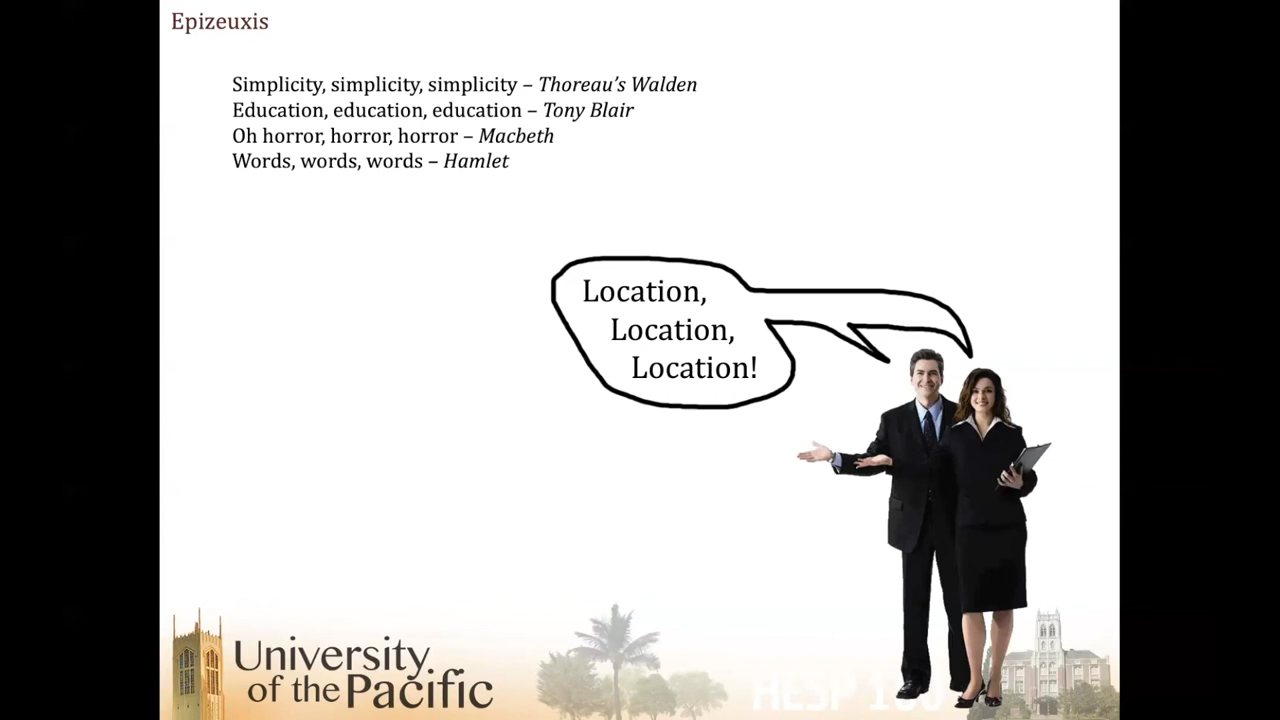 Epizeuxis
Simplicity, simplicity, simplicity – Thoreau's Walden
Education, education, education – Tony Blair
Oh horror, horror, horror – Macbeth
Words, words, words – Hamlet
Location,
Location,
Location!
University
of the Pacific
HESP